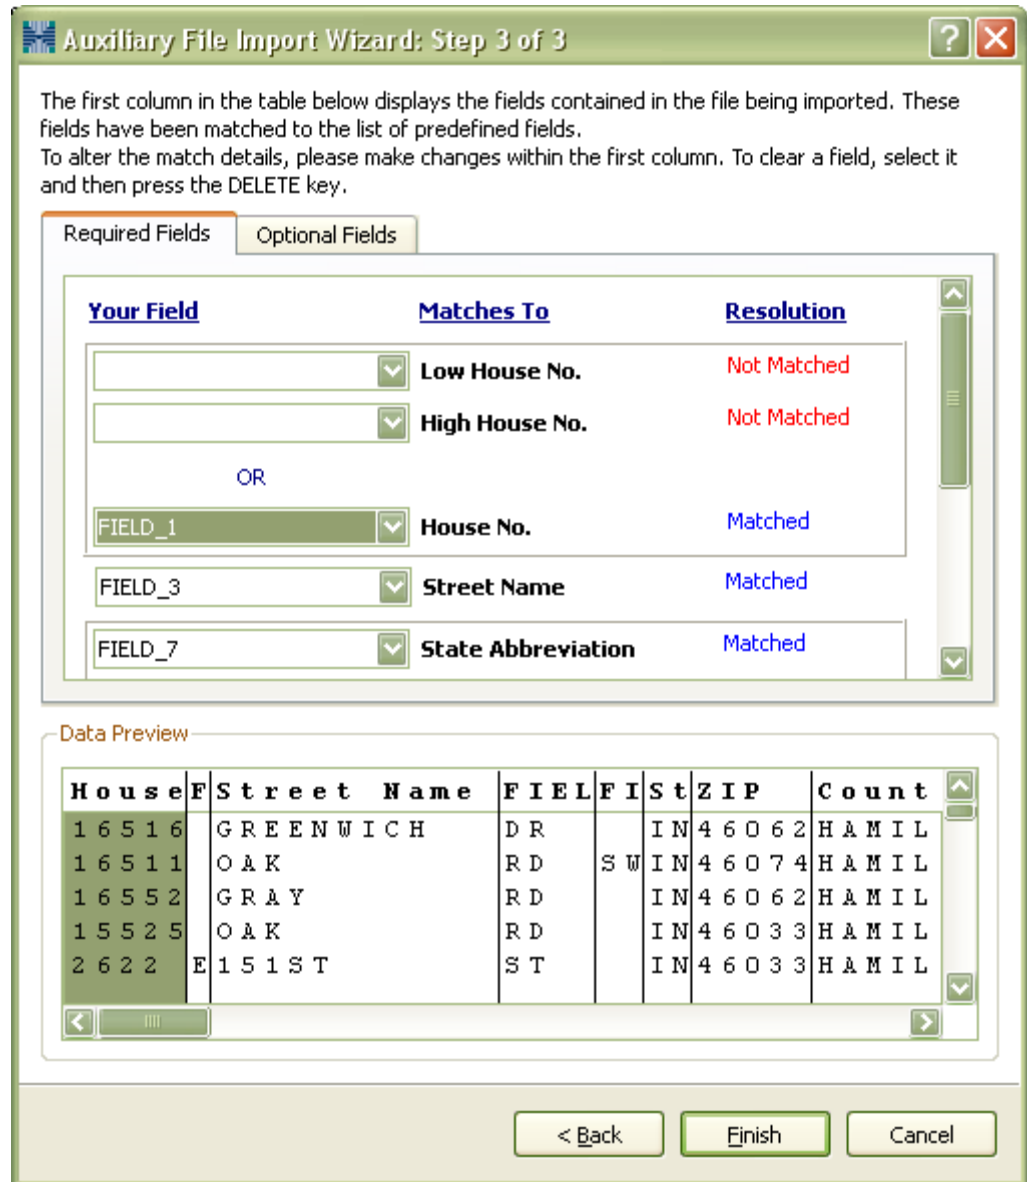 Auxiliary File Import Wizard: Step 3 of 3
The first column in the table below displays the fields contained in the file being imported. These
fields have been matched to the list of predefined fields.
To alter the match details, please make changes within the first column. To clear a field, select it
and then press the DELETE key.
Required Fields Optional Fields
Your Field Matches To Resolution
Low House No. Not Matched
High House No. Not Matched
OR
FIELD_1 House No. Matched
FIELD_3 Street Name Matched
FIELD_7 State Abbreviation Matched
Data Preview
House F Street Name FIEL FI St ZIP Count
16516 GREENWICH DR IN 46062 HAMIL
16511 OAK RD SW IN 46074 HAMIL
16552 GRAY RD IN 46062 HAMIL
15525 OAK RD IN 46033 HAMIL
2622 E 151ST ST IN 46033 HAMIL
< Back Finish Cancel